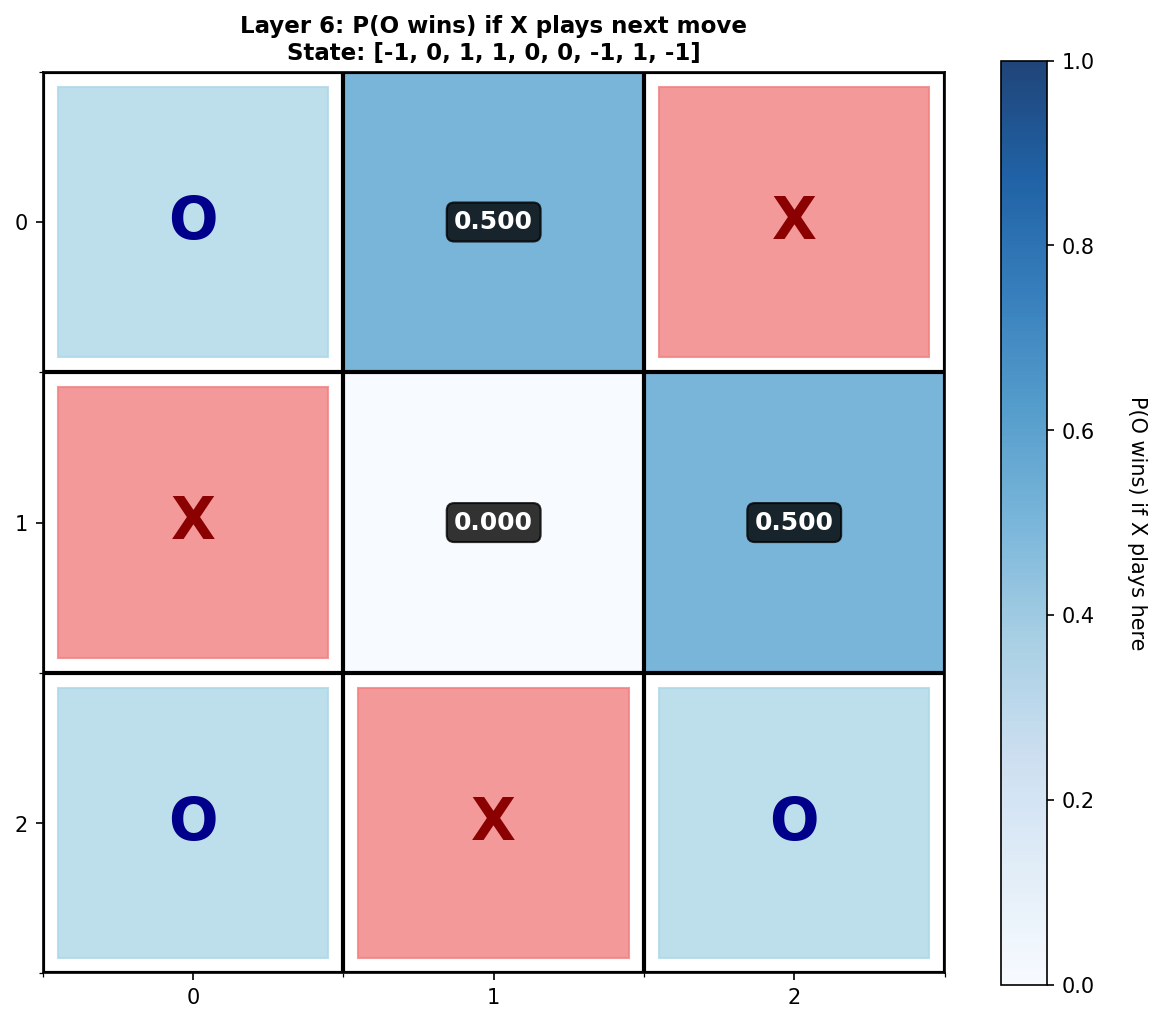 Layer 6: P(O wins) if X plays next move
State: [-1, 0, 1, 1, 0, 0, -1, 1, -1]
1.0
0.8
0.6
0.4
0.2
0.0
P(O wins) if X plays here
0
O
0.500
X
1
X
0.000
0.500
2
O
X
O
0
1
2